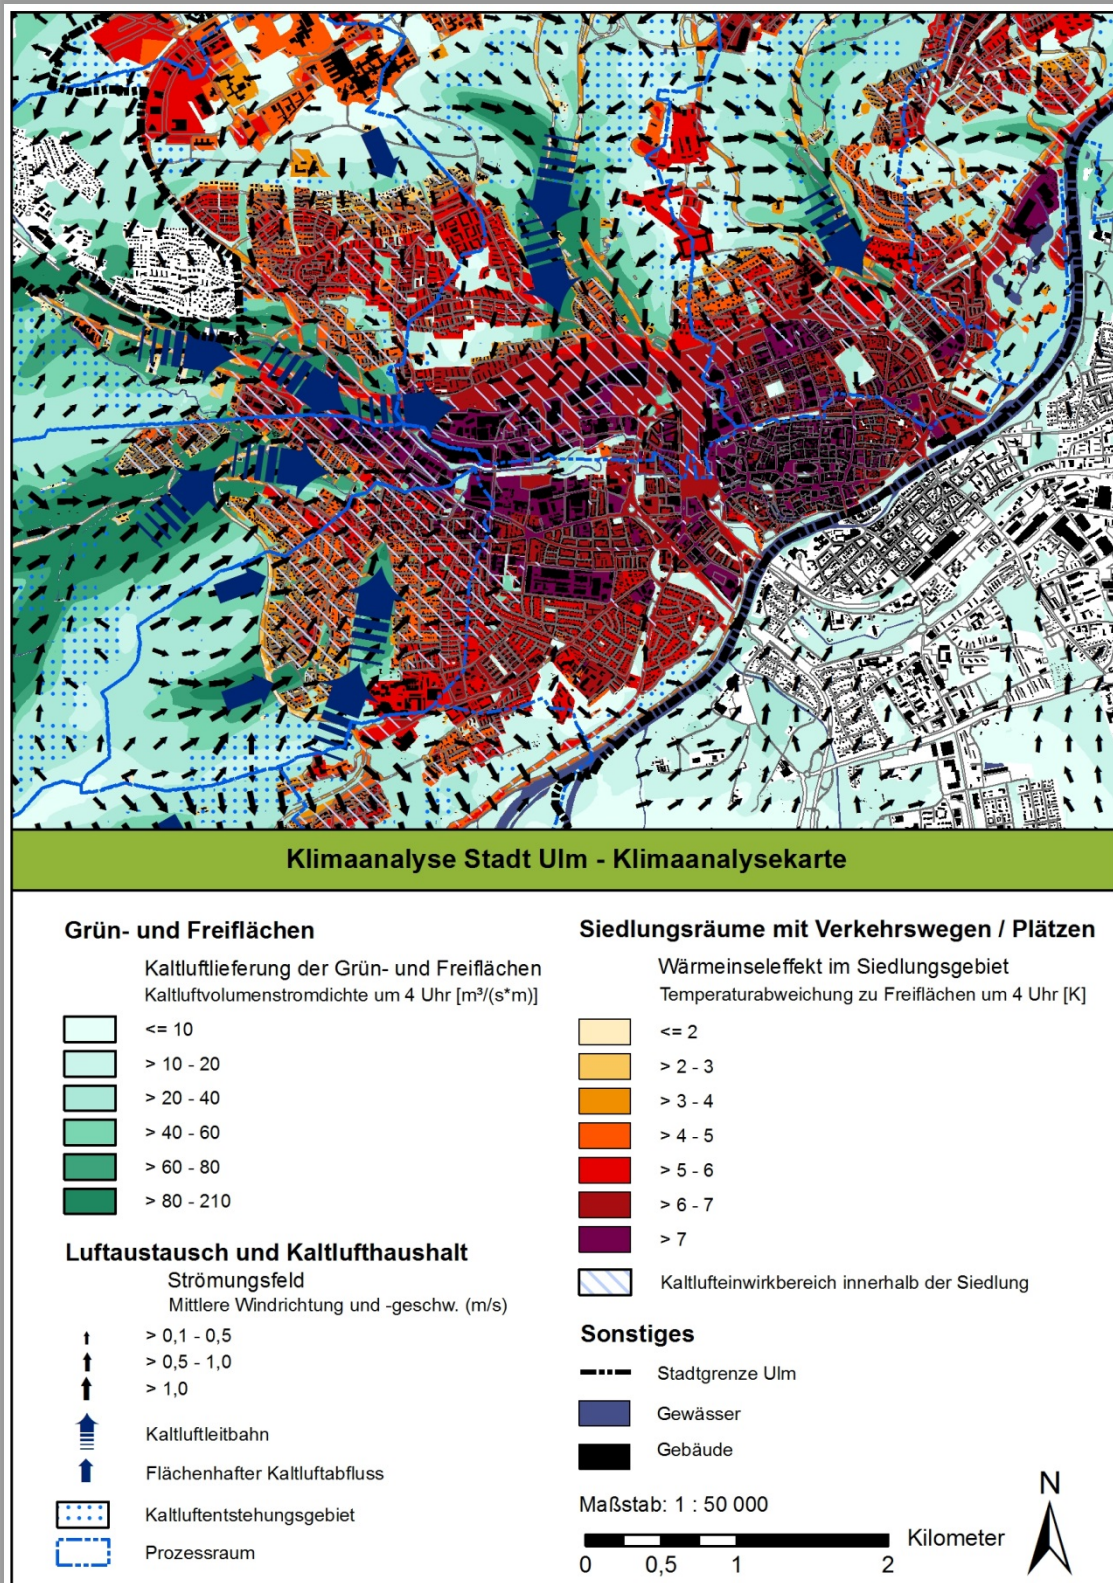 Klimaanalyse Stadt Ulm - Klimaanalysekarte
Grün- und Freiflächen
Kaltluftlieferung der Grün- und Freiflächen
Kaltluftvolumenstromdichte um 4 Uhr [m³/(s*m)]
<= 10
> 10 - 20
> 20 - 40
> 40 - 60
> 60 - 80
> 80 - 210
Luftaustausch und Kaltlufthaushalt
Strömungsfeld
Mittlere Windrichtung und -geschw. (m/s)
> 0,1 - 0,5
> 0,5 - 1,0
> 1,0
Kaltluftleitbahn
Flächenhafter Kaltluftabfluss
Kaltluftentstehungsgebiet
Prozessraum
Siedlungsräume mit Verkehrswegen / Plätzen
Wärmeinseleffekt im Siedlungsgebiet
Temperaturabweichung zu Freiflächen um 4 Uhr [K]
<= 2
> 2 - 3
> 3 - 4
> 4 - 5
> 5 - 6
> 6 - 7
> 7
Kaltlufteinwirkbereich innerhalb der Siedlung
Sonstiges
Stadtgrenze Ulm
Gewässer
Gebäude
Maßstab: 1 : 50 000
Kilometer
0 0,5 1 2
N